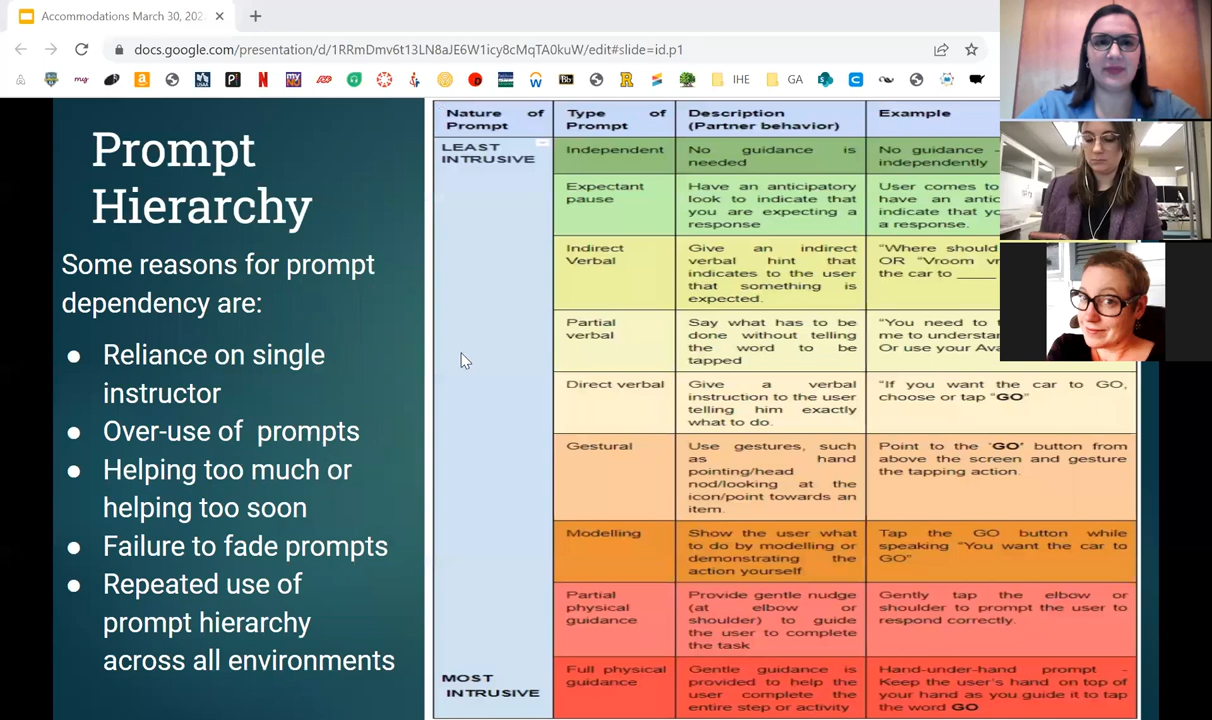 Accommodations March 30, 202
docs.google.com/presentation/d/1RRmDmv6t13LN8aJE6W1icy8cMqTA0kuW/edit#slide=id.p1
my
USAA
P
N
Bb
R
IHE
GA
S
C
Prompt
Hierarchy
Some reasons for prompt
dependency are:
● Reliance on single
instructor
● Over-use of prompts
● Helping too much or
helping too soon
● Failure to fade prompts
● Repeated use of
prompt hierarchy
across all environments
Nature of
Prompt
Type of
Prompt
Description
(Partner behavior)
Example
LEAST
INTRUSIVE
Independent
No guidance is
needed
No guidance -
independently
Expectant
pause
Have an anticipatory
look to indicate that
you are expecting a
response
User comes to
have an antic
indicate that yo
a response.
Indirect
Verbal
Give an indirect
verbal hint that
indicates to the user
that something is
expected.
"Where should
OR "Vroom vr
the car to ____
Partial
verbal
Say what has to be
done without telling
the word to be
tapped
"You need to t
me to understa
Or use your Ava
Direct verbal
Give a verbal
instruction to the user
telling him exactly
what to do.
"If you want the car to GO,
choose or tap "GO"
Gestural
Use gestures, such
as hand
pointing/head
nod/looking at the
icon/point towards an
item.
Point to the 'GO" button from
above the screen and gesture
the tapping action.
Modelling
Show the user what
to do by modelling or
demonstrating the
action yourself
Tap the GO button while
speaking "You want the car to
GO"
Partial
physical
guidance
Provide gentle nudge
(at elbow or
shoulder) to guide
the user to complete
the task
Gently tap the elbow or
shoulder to prompt the user to
respond correctly.
MOST
INTRUSIVE
Full physical
guidance
Gentle guidance is
provided to help the
user complete the
entire step or activity
Hand-under-hand prompt -
Keep the user's hand on top of
your hand as you guide it to tap
the word GO